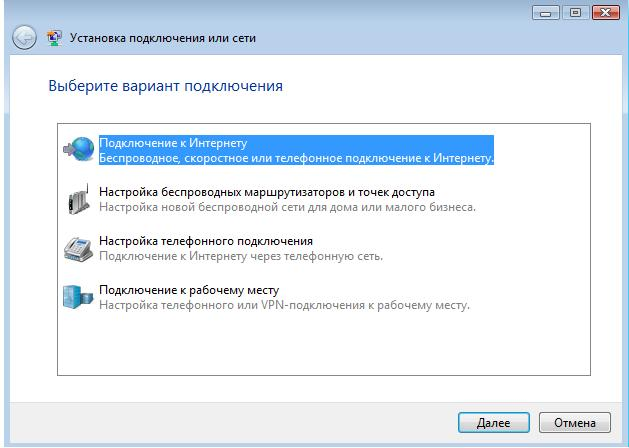 Установка подключения или сети
Выберите вариант подключения
Подключение к Интернету
Беспроводное, скоростное или телефонное подключение к Интернету.
Настройка беспроводных маршрутизаторов и точек доступа
Настройка новой беспроводной сети для дома или малого бизнеса.
Настройка телефонного подключения
Подключение к Интернету через телефонную сеть.
Подключение к рабочему месту
Настройка телефонного или VPN-подключения к рабочему месту.
Далее
Отмена